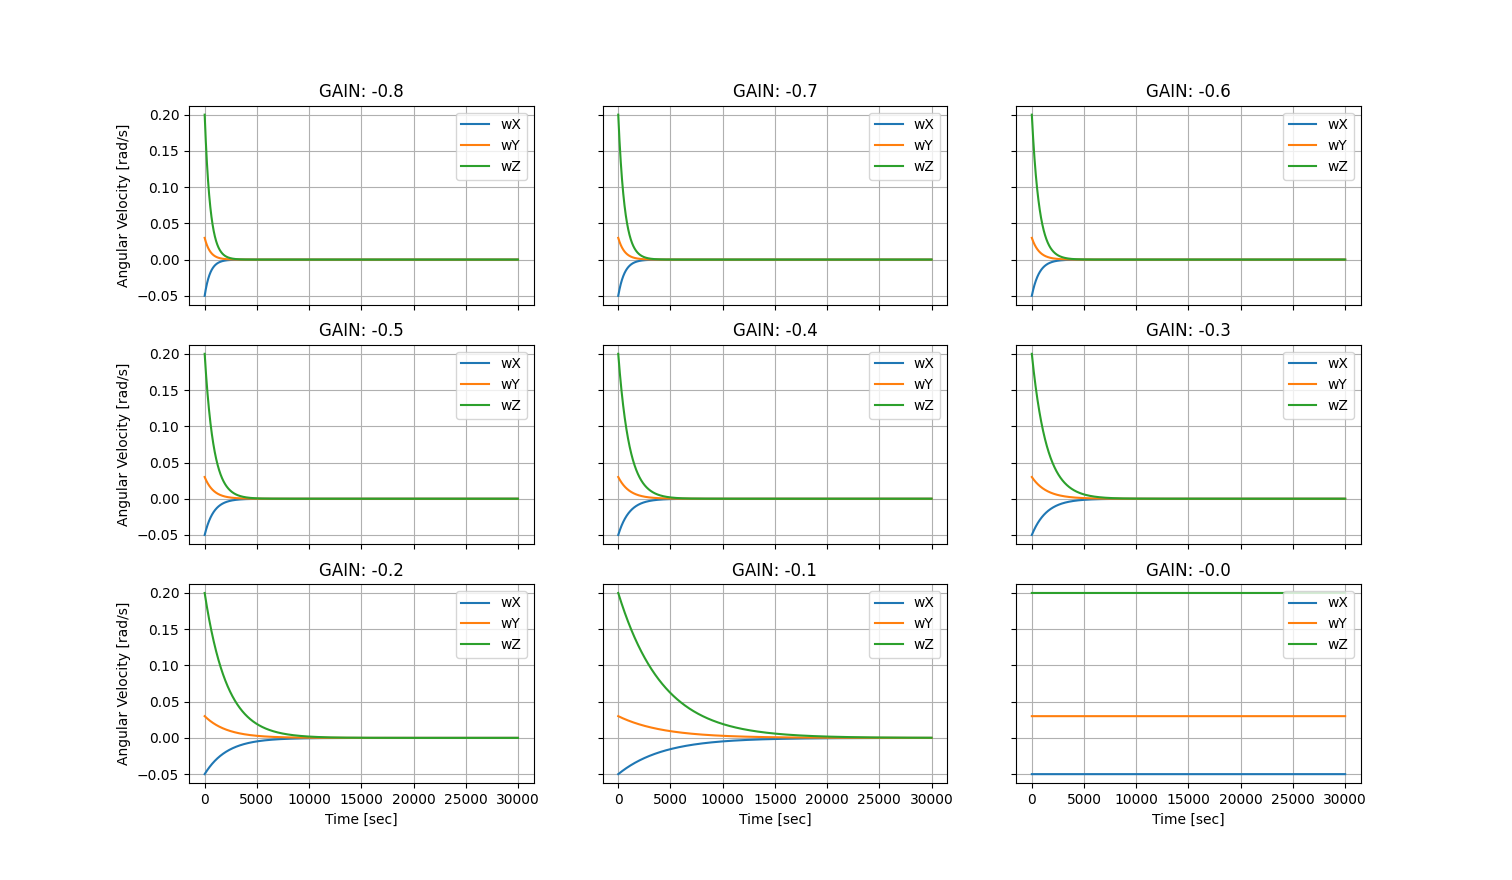 GAIN: -0.8
GAIN: -0.7
GAIN: -0.6
Angular Velocity [rad/s]
0.20
0.15
0.10
0.05
0.00
−0.05
wX
wY
wZ
wX
wY
wZ
wX
wY
wZ
GAIN: -0.5
GAIN: -0.4
GAIN: -0.3
Angular Velocity [rad/s]
0.20
0.15
0.10
0.05
0.00
−0.05
wX
wY
wZ
wX
wY
wZ
wX
wY
wZ
GAIN: -0.2
GAIN: -0.1
GAIN: -0.0
Angular Velocity [rad/s]
0.20
0.15
0.10
0.05
0.00
−0.05
wX
wY
wZ
wX
wY
wZ
wX
wY
wZ
0 5000 10000 15000 20000 25000 30000
0 5000 10000 15000 20000 25000 30000
0 5000 10000 15000 20000 25000 30000
Time [sec]
Time [sec]
Time [sec]